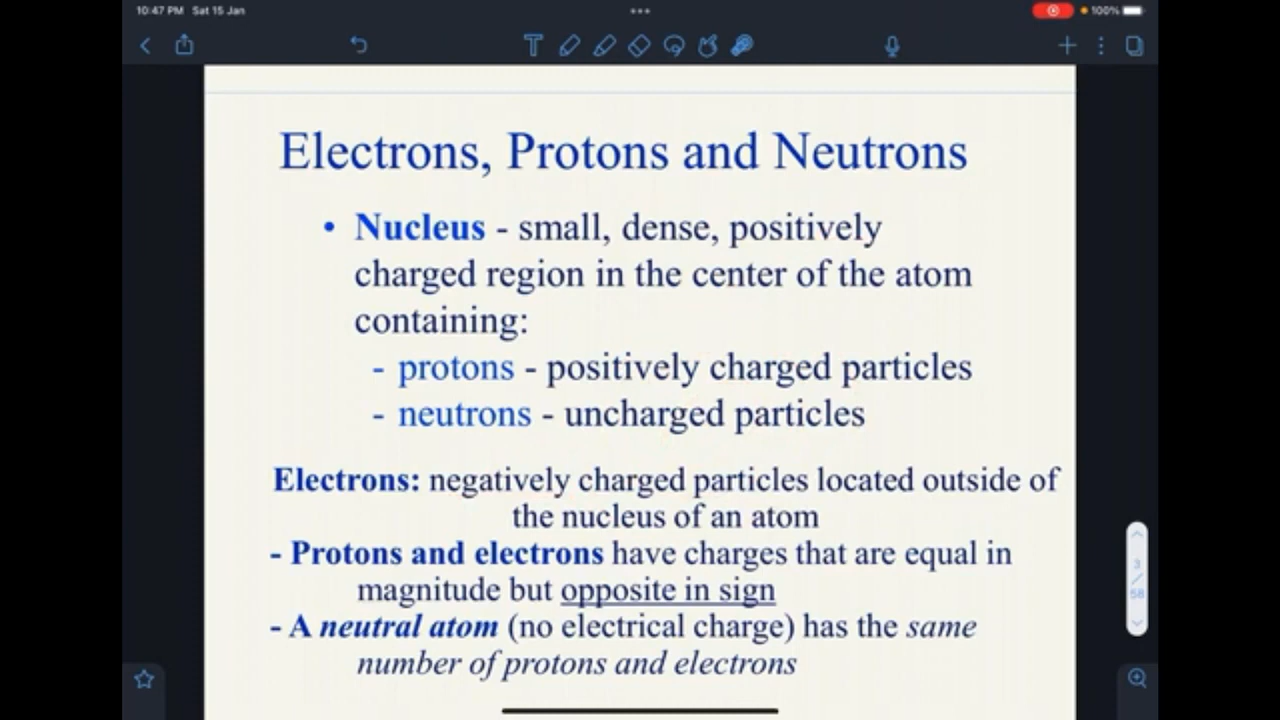 10:47 PM Sat 15 Jan
100%
T
Electrons, Protons and Neutrons
• Nucleus - small, dense, positively
charged region in the center of the atom
containing:
- protons - positively charged particles
- neutrons - uncharged particles
Electrons: negatively charged particles located outside of
the nucleus of an atom
- Protons and electrons have charges that are equal in
magnitude but opposite in sign
- A neutral atom (no electrical charge) has the same
number of protons and electrons
3
/
58